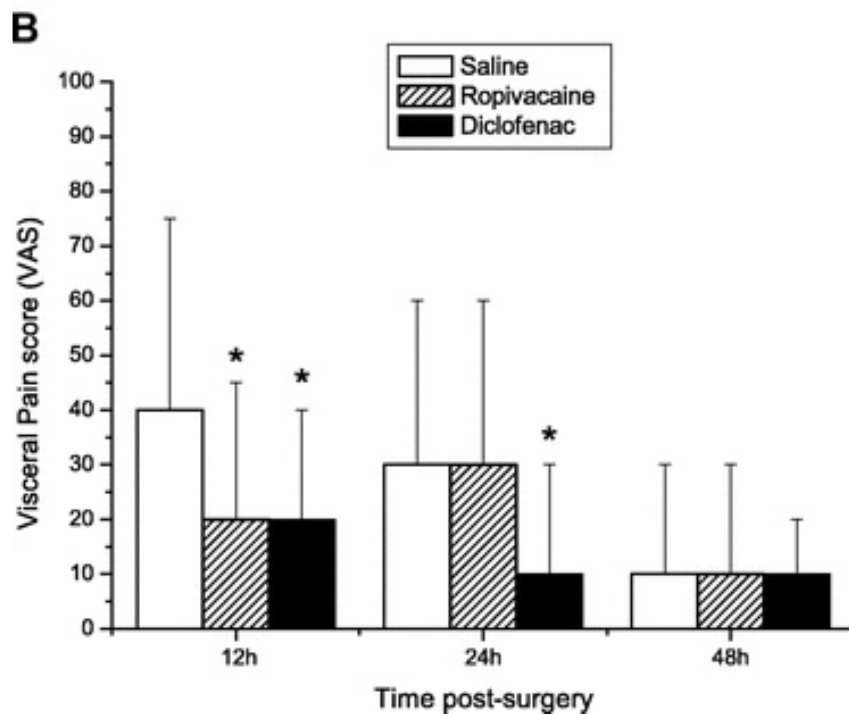 B
Saline
Ropivacaine
Diclofenac
Visceral Pain score (VAS)
100
90
80
70
60
50
40
30
20
10
0
*
*
*
12h
24h
48h
Time post-surgery